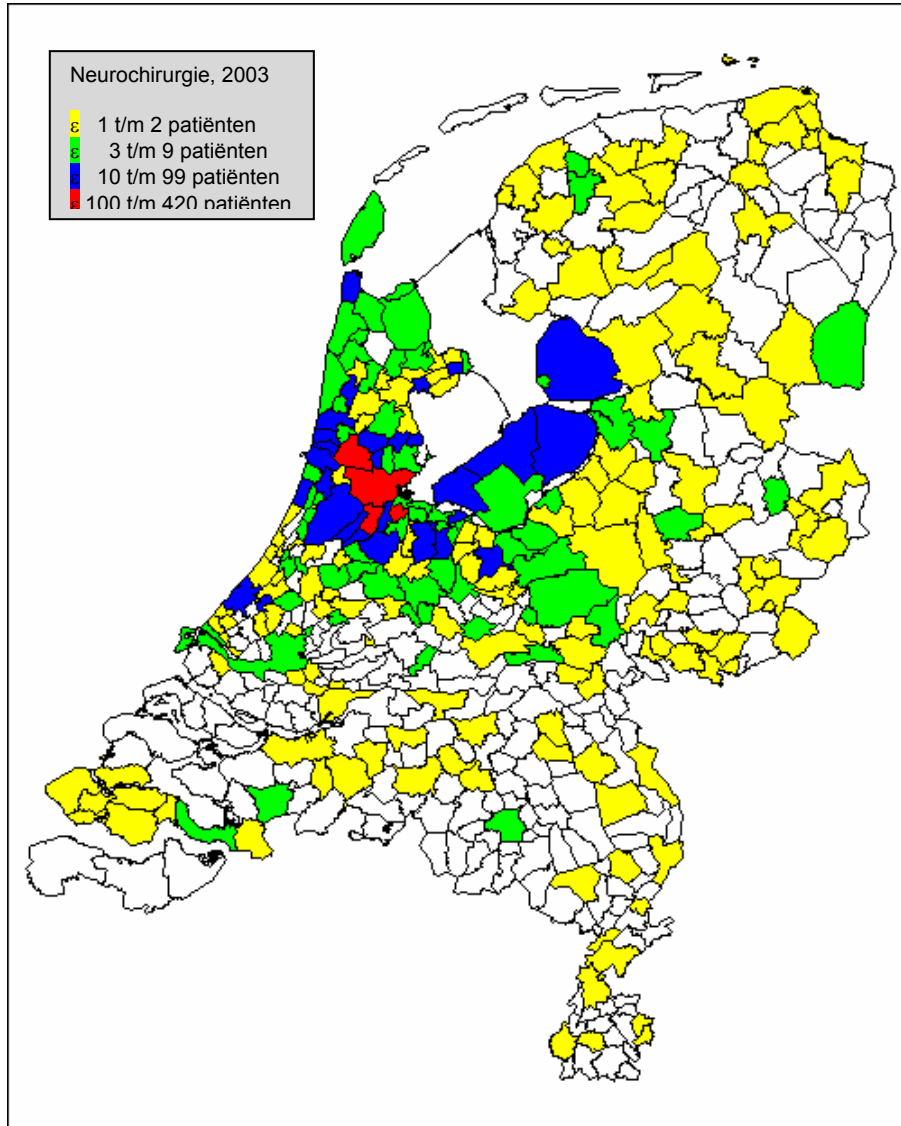 Neurochirurgie, 2003
ε 1 t/m 2 patiënten
ε 3 t/m 9 patiënten
ε 10 t/m 99 patiënten
ε 100 t/m 420 patiënten